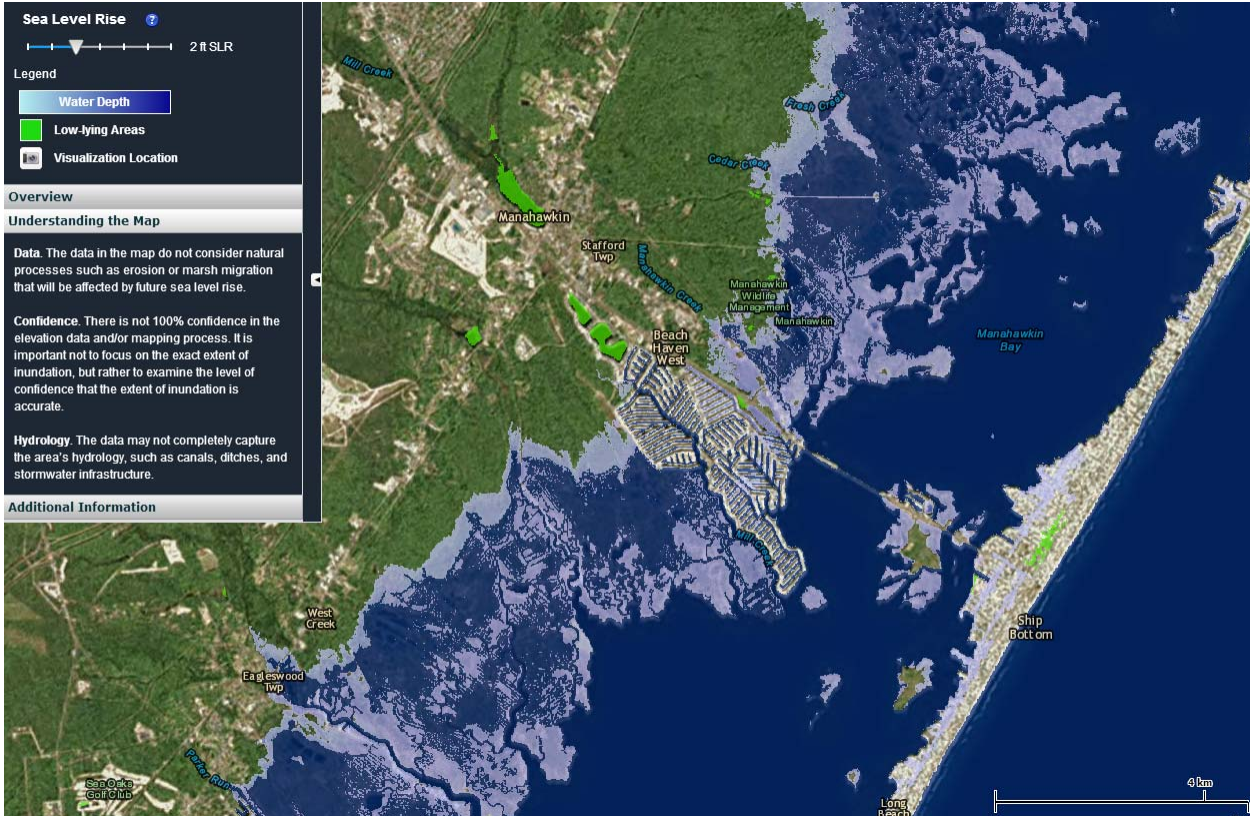 Sea Level Rise ?
2 ft SLR
Legend
Water Depth
Low-lying Areas
Visualization Location
Overview
Understanding the Map
Data. The data in the map do not consider natural
processes such as erosion or marsh migration
that will be affected by future sea level rise.
Confidence. There is not 100% confidence in the
elevation data and/or mapping process. It is
important not to focus on the exact extent of
inundation, but rather to examine the level of
confidence that the extent of inundation is
accurate.
Hydrology. The data may not completely capture
the area's hydrology, such as canals, ditches, and
stormwater infrastructure.
Additional Information
Mill Creek
Fresh Creek
Cedar Creek
Manahawkin
Stafford
Twp
Manahawkin Creek
Manahawkin
Wildlife
Management
Manahawkin
Beach
Haven
West
Manahawkin
Bay
Mill Creek
West
Creek
Ship
Bottom
Eagleswood
Twp
Parker Run
Sea Oaks
Golf Club
Long
Beach
4 km